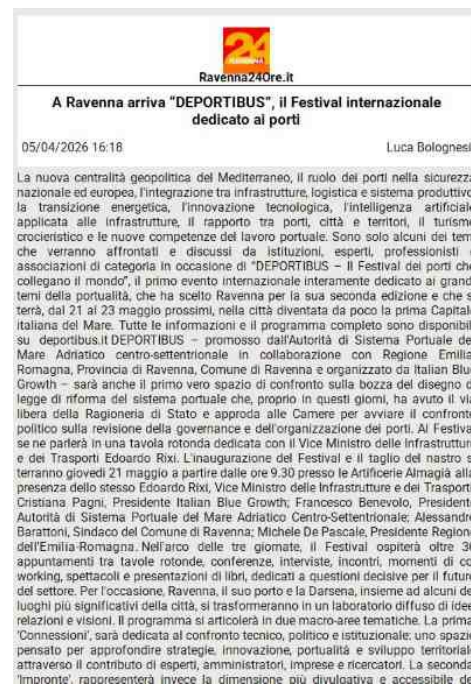 24
RAVENNA
Ravenna24Ore.it
A Ravenna arriva “DEPORTIBUS”, il Festival internazionale
dedicato ai porti
05/04/2026 16:18
Luca Bolognesi
La nuova centralità geopolitica del Mediterraneo, il ruolo dei porti nella sicurezza
nazionale ed europea, l'integrazione tra infrastrutture, logistica e sistema produttivo
la transizione energetica, l'innovazione tecnologica, l'intelligenza artificiale
applicata alle infrastrutture, il rapporto tra porti, città e territori, il turismo
crocieristico e le nuove competenze del lavoro portuale. Sono solo alcuni dei temi
che verranno affrontati e discussi da istituzioni, esperti, professionisti
associazioni di categoria in occasione di “DEPORTIBUS – Il Festival dei porti che
collegano il mondo”, il primo evento internazionale interamente dedicato ai grandi
temi della portualità, che ha scelto Ravenna per la sua seconda edizione e che s
terrà, dal 21 al 23 maggio prossimi, nella città diventata da poco la prima Capitale
italiana del Mare. Tutte le informazioni e il programma completo sono disponibil
su deportibus.it DEPORTIBUS – promosso dall'Autorità di Sistema Portuale de
Mare Adriatico centro-settentrionale in collaborazione con Regione Emilia
Romagna, Provincia di Ravenna, Comune di Ravenna e organizzato da Italian Blue
Growth – sarà anche il primo vero spazio di confronto sulla bozza del disegno d
legge di riforma del sistema portuale che, proprio in questi giorni, ha avuto il via
libera della Ragioneria di Stato e approda alle Camere per avviare il confronto
politico sulla revisione della governance e dell'organizzazione dei porti. Al Festival
se ne parlerà in una tavola rotonda dedicata con il Vice Ministro delle Infrastrutture
e dei Trasporti Edoardo Rixi. L'inaugurazione del Festival e il taglio del nastro s
terranno giovedì 21 maggio a partire dalle ore 9.30 presso le Artificerie Almagià alla
presenza dello stesso Edoardo Rixi, Vice Ministro delle Infrastrutture e dei Trasporti
Cristiana Pagni, Presidente Italian Blue Growth; Francesco Benevolo, Presidente
Autorità di Sistema Portuale del Mare Adriatico Centro-Settentrionale; Alessandro
Barattoni, Sindaco del Comune di Ravenna; Michele De Pascale, Presidente Regione
dell'Emilia-Romagna. Nell'arco delle tre giornate, il Festival ospiterà oltre 30
appuntamenti tra tavole rotonde, conferenze, interviste, incontri, momenti di co
working, spettacoli e presentazioni di libri, dedicati a questioni decisive per il futuro
del settore. Per l'occasione, Ravenna, il suo porto e la Darsena, insieme ad alcuni dei
luoghi più significativi della città, si trasformeranno in un laboratorio diffuso di idee
relazioni e visioni. Il programma si articolerà in due macro-aree tematiche. La prima
'Connessioni', sarà dedicata al confronto tecnico, politico e istituzionale: uno spazio
pensato per approfondire strategie, innovazione, portualità e sviluppo territoriale
attraverso il contributo di esperti, amministratori, imprese e ricercatori. La seconda
'Impronte', rappresenterà invece la dimensione più divulgativa e accessibile de